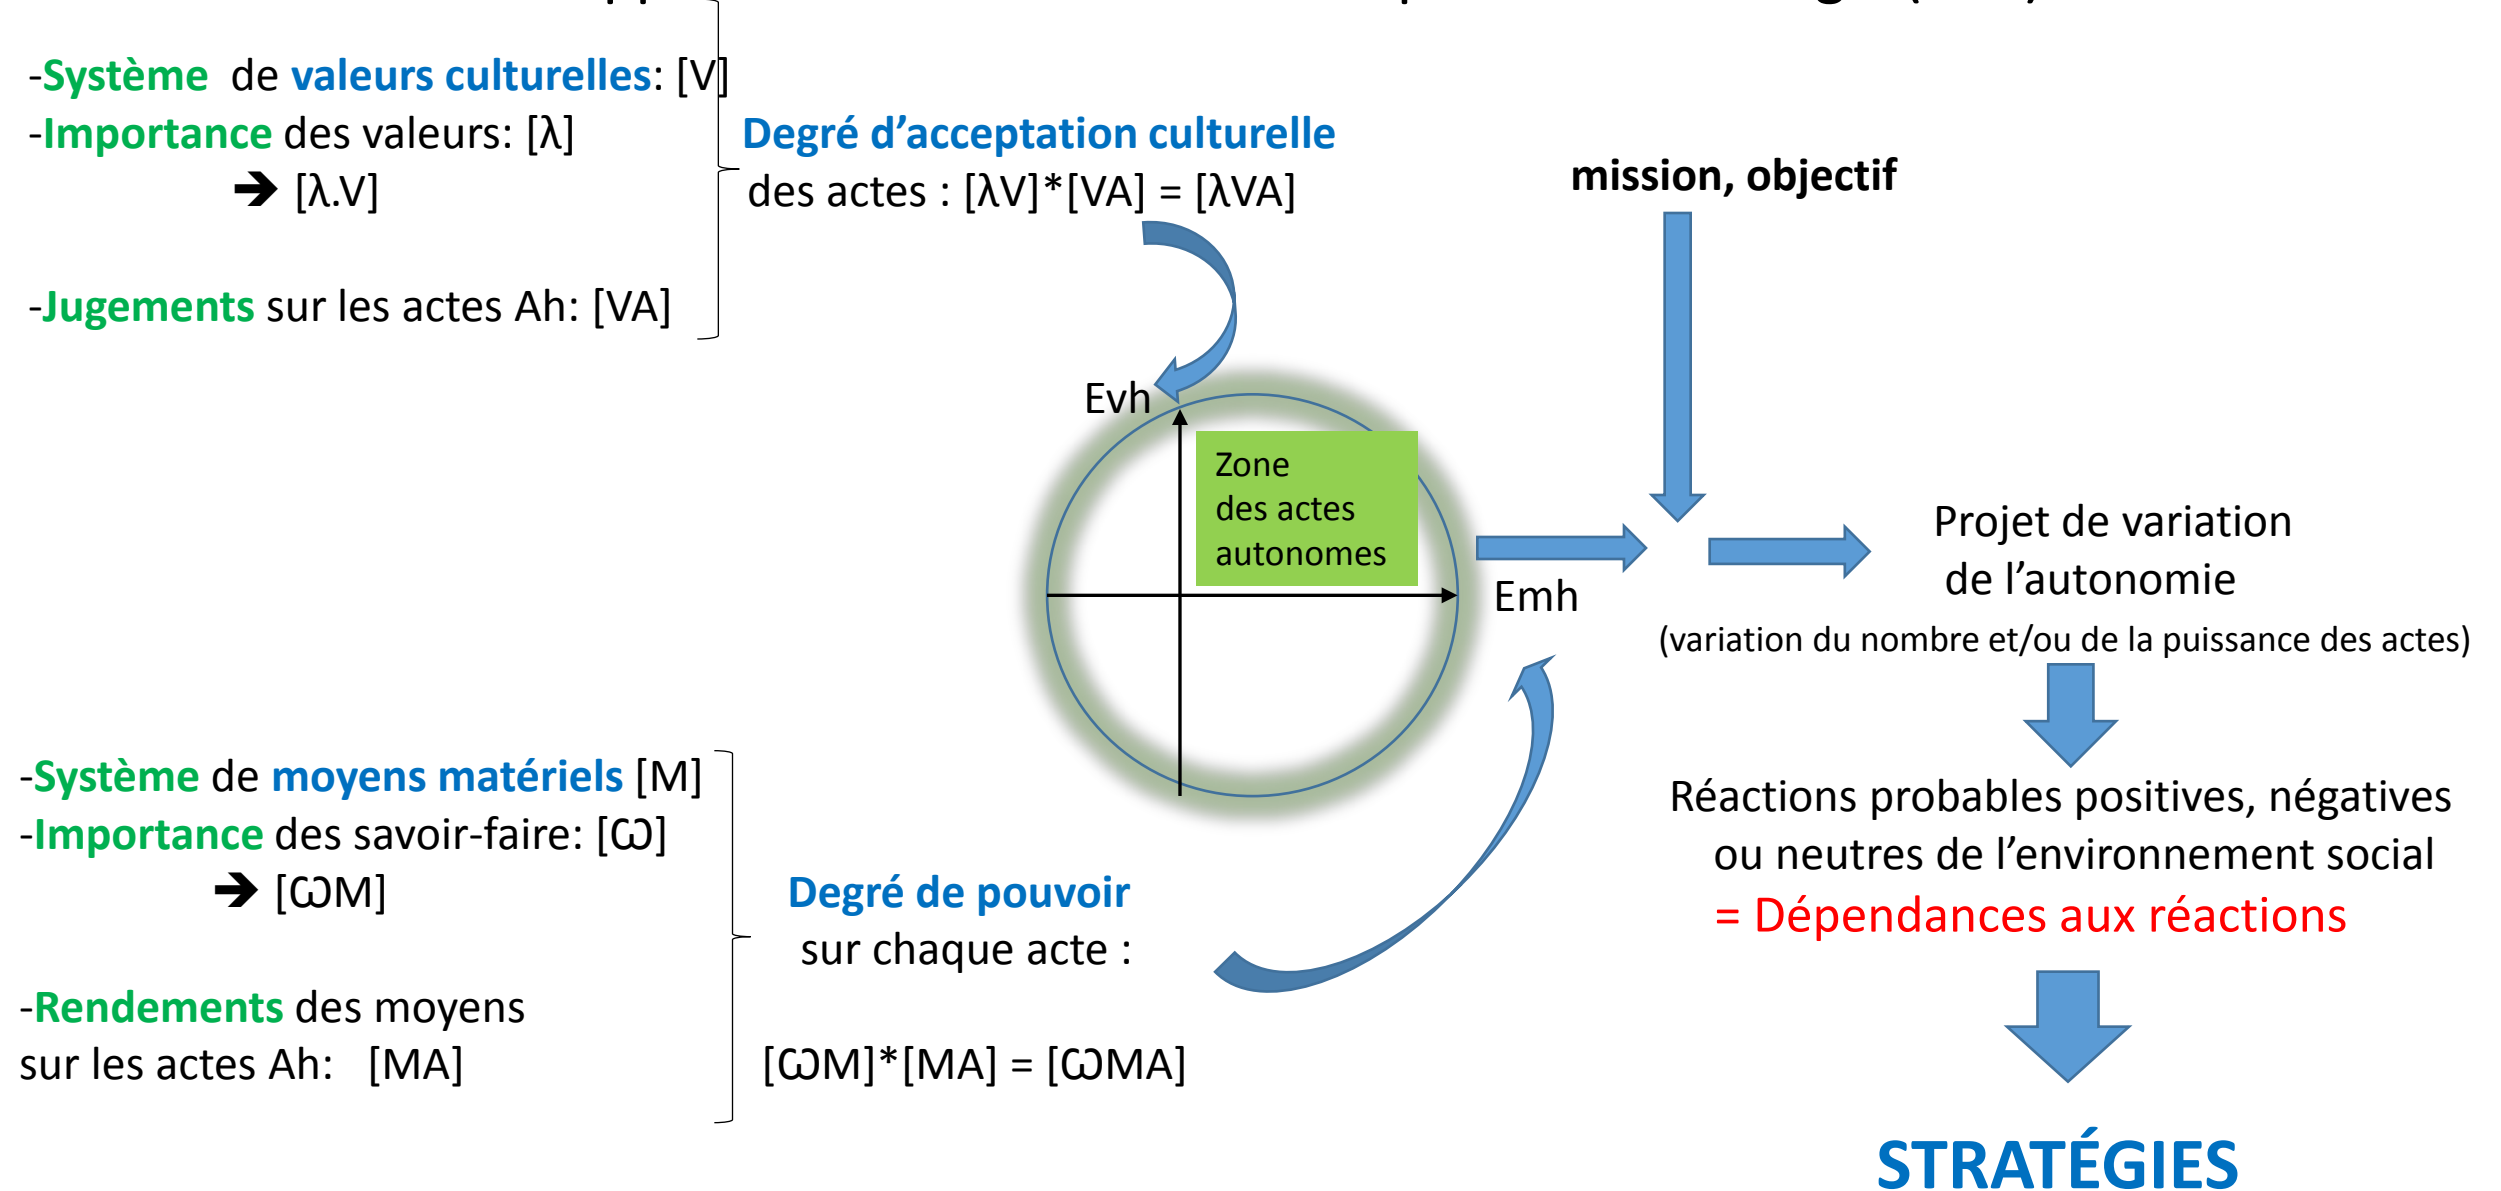 -Système de valeurs culturelles: [V]
-Importance des valeurs: [λ]
➔ [λ.V]
-Jugements sur les actes Ah: [VA]
Degré d’acceptation culturelle
des actes : [λV]*[VA] = [λVA]
mission, objectif
Evh
Zone
des actes
autonomes
Emh
Projet de variation
de l’autonomie
(variation du nombre et/ou de la puissance des actes)
-Système de moyens matériels [M]
-Importance des savoir-faire: [Ѡ]
➔ [ѠM]
-Rendements des moyens
sur les actes Ah: [MA]
Degré de pouvoir
sur chaque acte :
[ѠM]*[MA] = [ѠMA]
Réactions probables positives, négatives
ou neutres de l’environnement social
= Dépendances aux réactions
STRATÉGIES